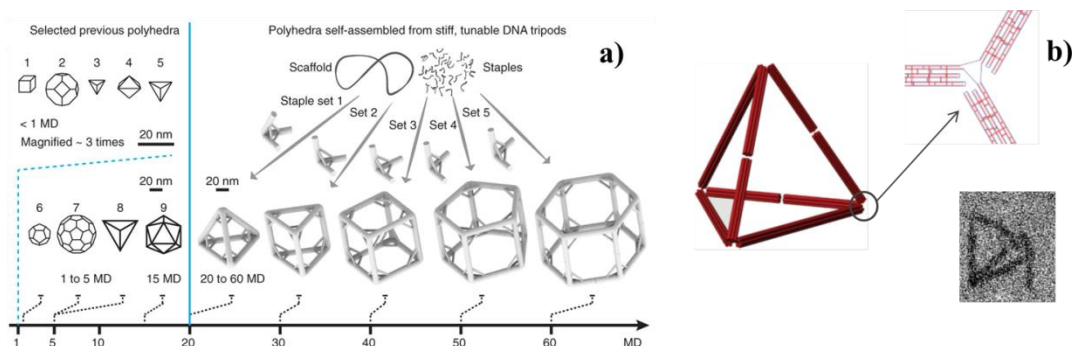 Selected previous polyhedra
Polyhedra self-assembled from stiff, tunable DNA tripods
a)
b)
1 2 3 4 5
Scaffold
Staples
Staple set 1
Set 2
Set 3
Set 4
Set 5
< 1 MD
Magnified ~ 3 times
20 nm
20 nm
20 nm
6 7 8 9
1 to 5 MD
15 MD
20 to 60 MD
1 5 10 20 30 40 50 60 MD